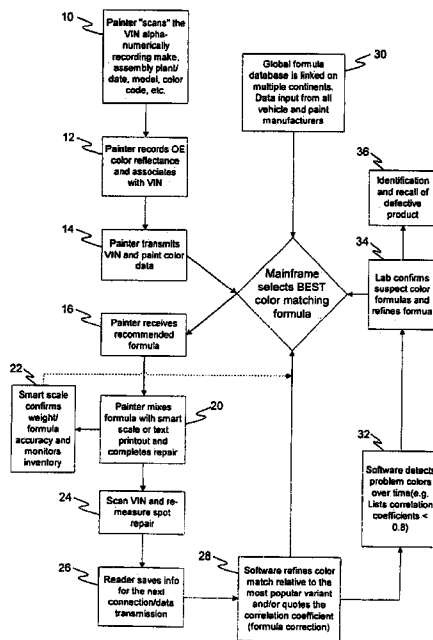 10
Painter "scans" the
VIN alpha-
numerically
recording make,
assembly plant/
date, model, color
code, etc.
30
Global formula
database is linked on
multiple continents.
Data input from all
vehicle and paint
manufacturers
12
Painter records OE
color reflectance
and associates
with VIN
36
Identification
and recall of
defective
product
14
Painter transmits
VIN and paint color
data
34
Lab confirms
suspect color
formulas and
refines formula
Mainframe
selects BEST
color matching
formula
16
Painter receives
recommended
formula
22
Smart scale
confirms
weight/
formula
accuracy and
monitors
inventory
20
Painter mixes
formula with smart
scale or text
printout and
completes repair
32
Software detects
problem colors
over time(e.g.
Lists correlation
coefficients <
0.8)
24
Scan VIN and re-
measure spot
repair
26
Reader saves info
for the next
connection/data
transmission
28
Software refines color
match relative to the
most popular variant
and/or quotes the
correlation coefficient
(formula correction)